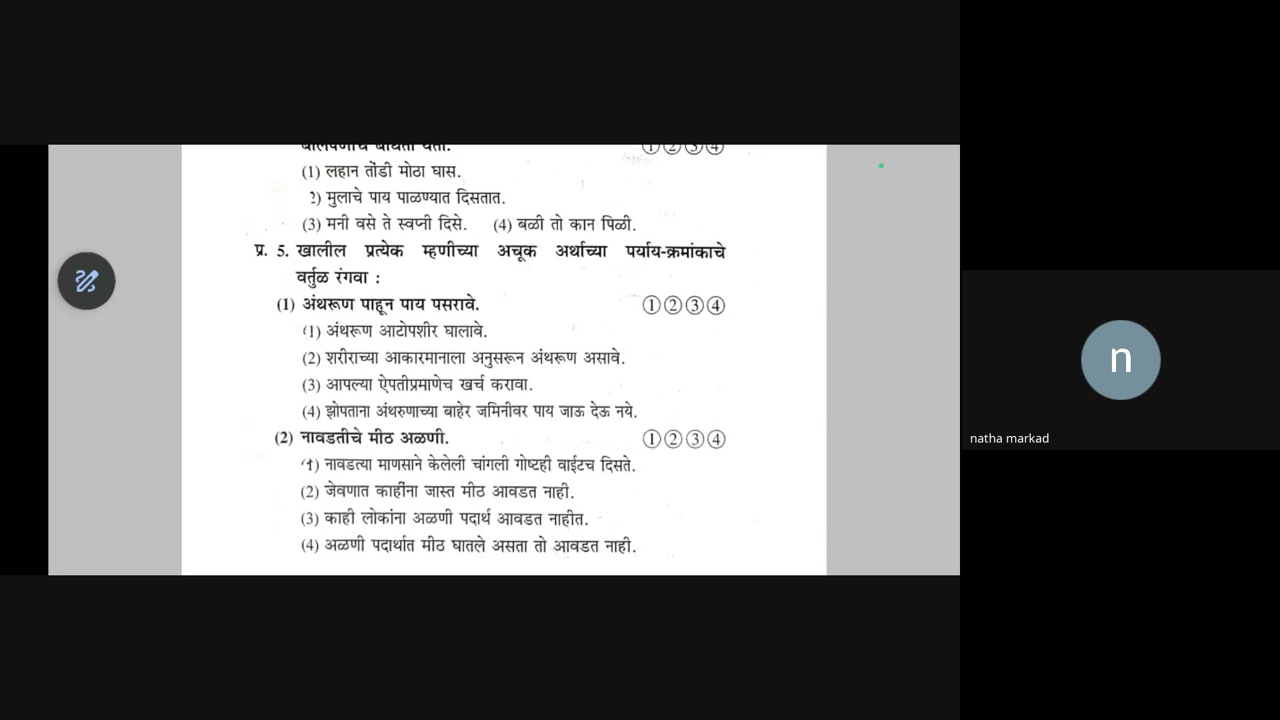 बालपणीच बांधता येतो. ①②③④
(1) लहान तोंडी मोठा घास.
2) मुलाचे पाय पाळण्यात दिसतात.
(3) मनी वसे ते स्वप्नी दिसे. (4) बळी तो कान पिळी.
प्र. 5. खालील प्रत्येक म्हणीच्या अचूक अर्थाच्या पर्याय-क्रमांकाचे
वर्तुळ रंगवा :
(1) अंथरूण पाहून पाय पसरावे. ①②③④
(1) अंथरूण आटोपशीर घालावे.
(2) शरीराच्या आकारमानाला अनुसरून अंथरूण असावे.
(3) आपल्या ऐपतीप्रमाणेच खर्च करावा.
(4) झोपताना अंथरुणाच्या बाहेर जमिनीवर पाय जाऊ देऊ नये.
(2) नावडतीचे मीठ अळणी. ①②③④
(1) नावडत्या माणसाने केलेली चांगली गोष्टही वाईटच दिसते.
(2) जेवणात काहींना जास्त मीठ आवडत नाही.
(3) काही लोकांना अळणी पदार्थ आवडत नाहीत.
(4) अळणी पदार्थात मीठ घातले असता तो आवडत नाही.
n
natha markad